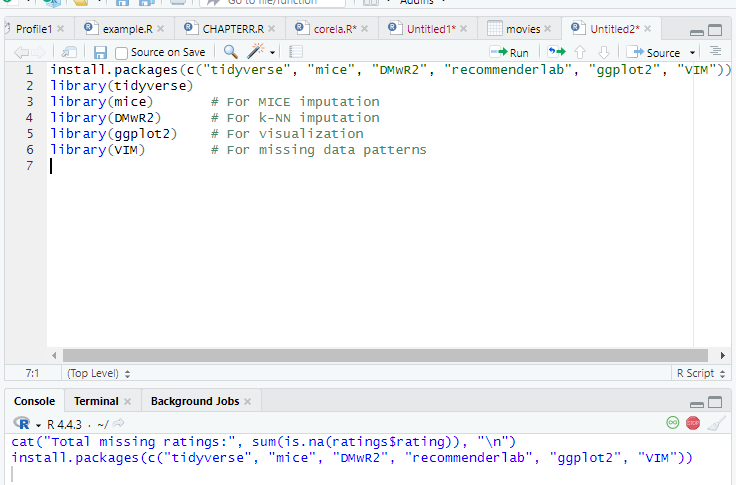 Go to file/function
Addins
Profile1
example.R
CHAPTERR.R
corela.R*
Untitled1*
movies
Untitled2*
Source on Save
Run
Source
1 install.packages(c("tidyverse", "mice", "DMwR2", "recommenderlab", "ggplot2", "VIM"))
2 library(tidyverse)
3 library(mice) # For MICE imputation
4 library(DMwR2) # For k-NN imputation
5 library(ggplot2) # For visualization
6 library(VIM) # For missing data patterns
7
7:1 (Top Level) R Script
Console Terminal Background Jobs
R 4.4.3 · ~/
cat("Total missing ratings:", sum(is.na(ratings$rating)), "\n")
install.packages(c("tidyverse", "mice", "DMwR2", "recommenderlab", "ggplot2", "VIM"))